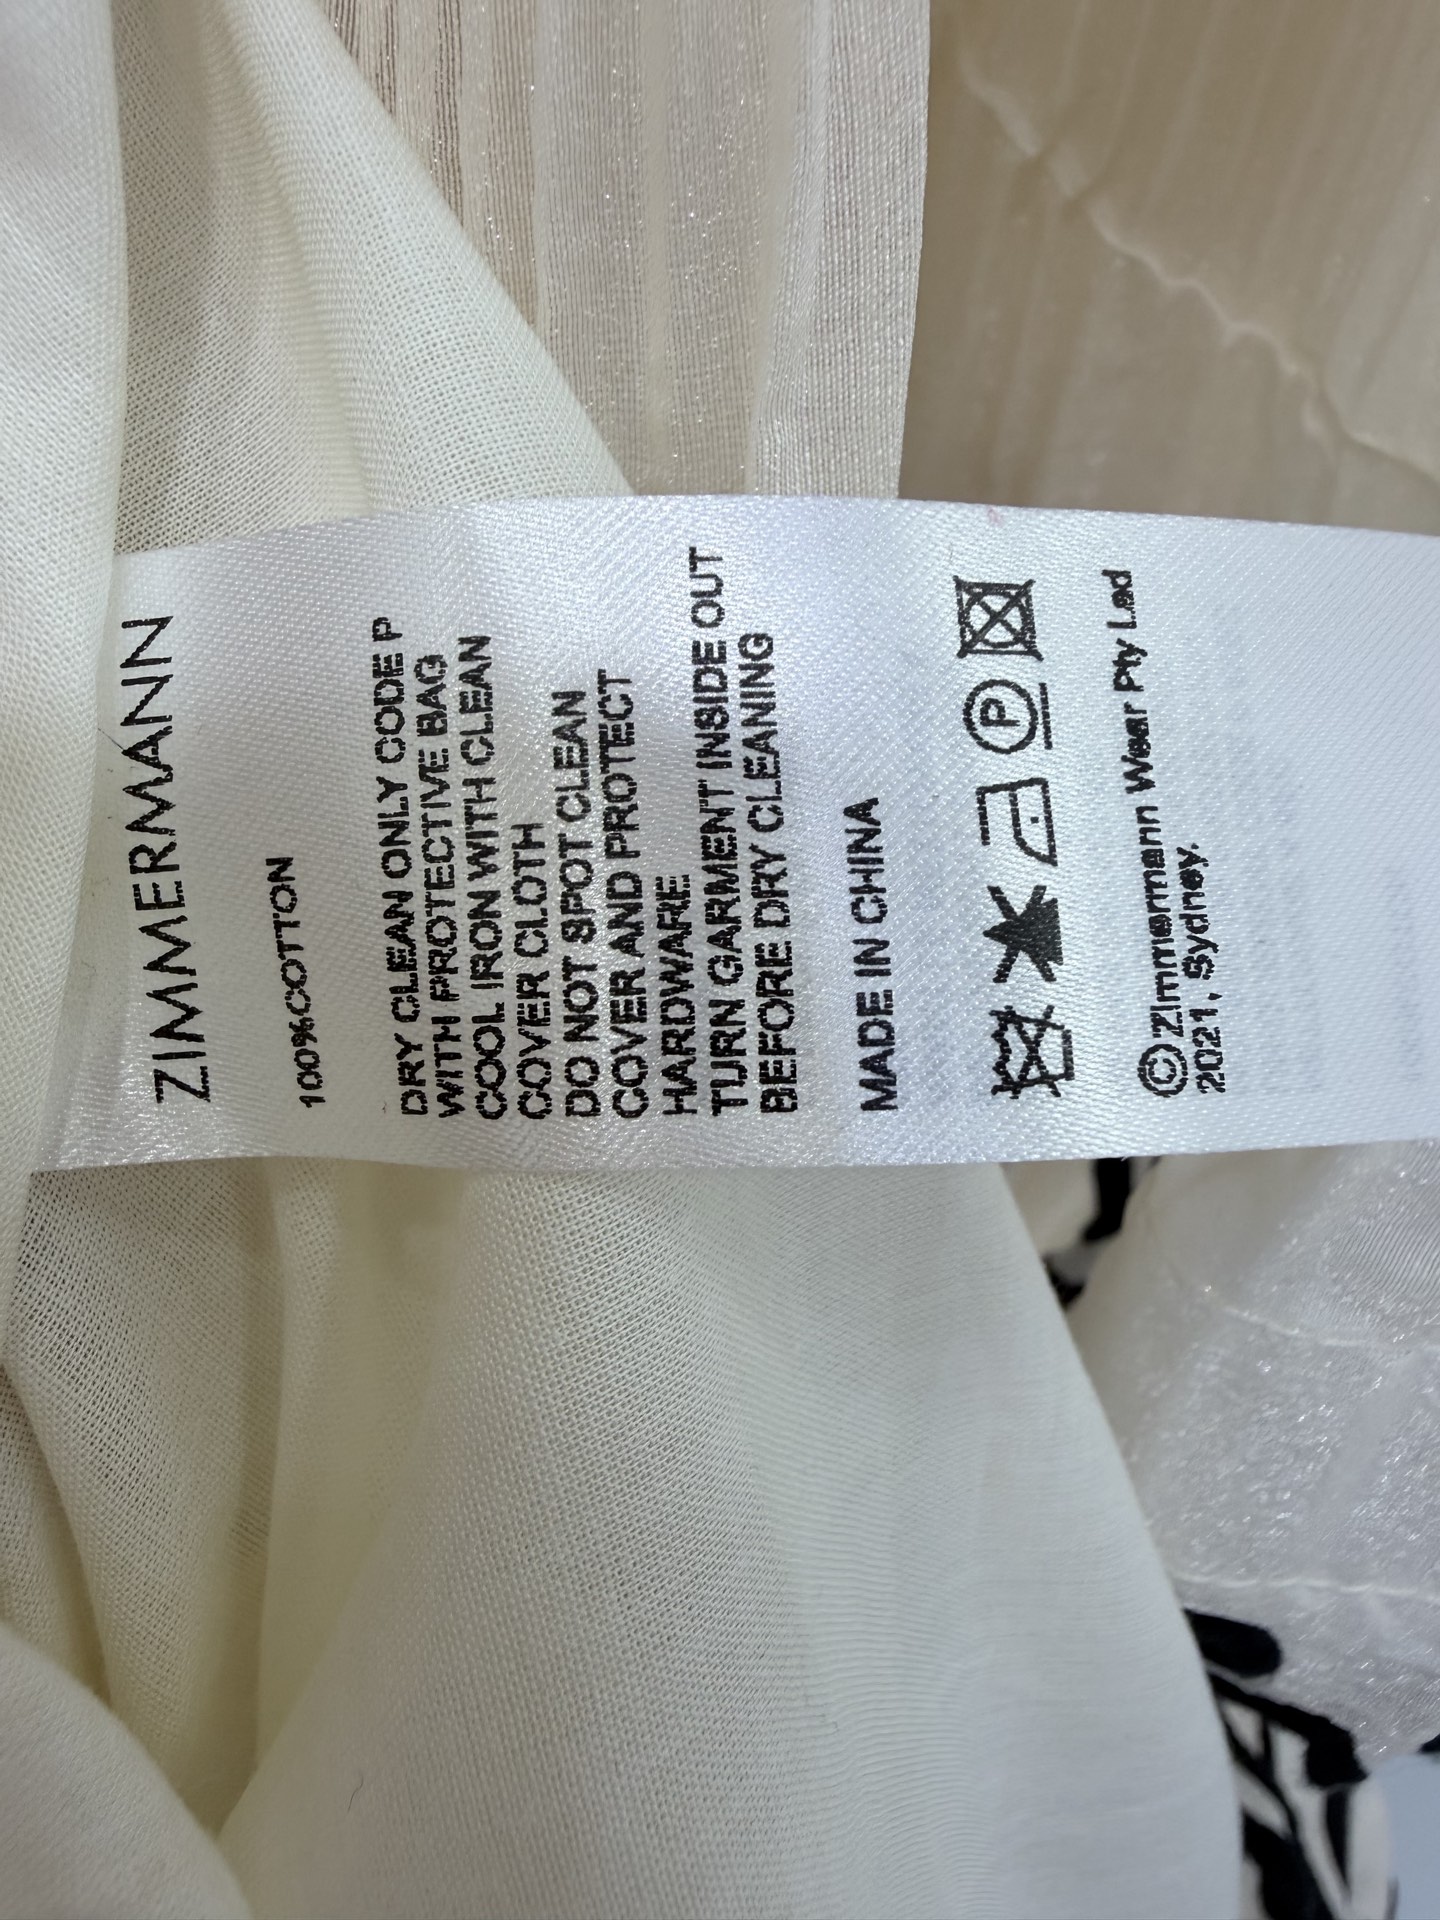 ZIMMERMANN
100%COTTON
DRY CLEAN ONLY CODE P
WITH PROTECTIVE BAG
COOL IRON WITH CLEAN
COVER CLOTH
DO NOT SPOT CLEAN
COVER AND PROTECT
HARDWARE
TURN GARMENT INSIDE OUT
BEFORE DRY CLEANING
MADE IN CHINA
P
©Zimmemann Wear Pty Lad
2021, Sydney.